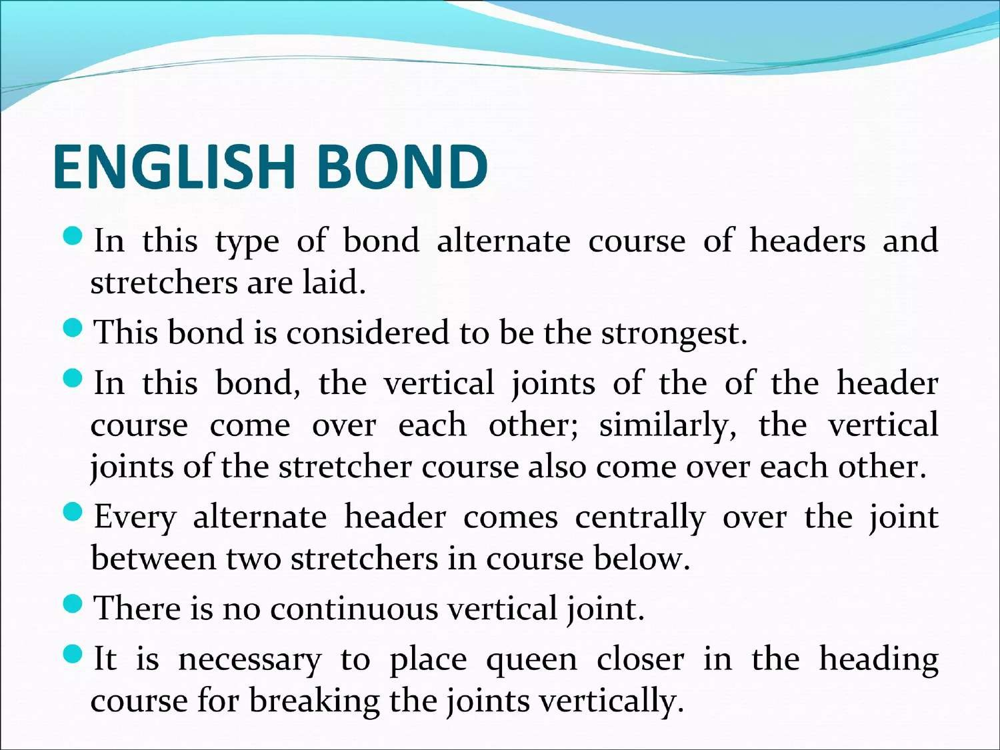 ENGLISH BOND
In this type of bond alternate course of headers and
stretchers are laid.
This bond is considered to be the strongest.
In this bond, the vertical joints of the of the header
course come over each other; similarly, the vertical
joints of the stretcher course also come over each other.
Every alternate header comes centrally over the joint
between two stretchers in course below.
There is no continuous vertical joint.
It is necessary to place queen closer in the heading
course for breaking the joints vertically.